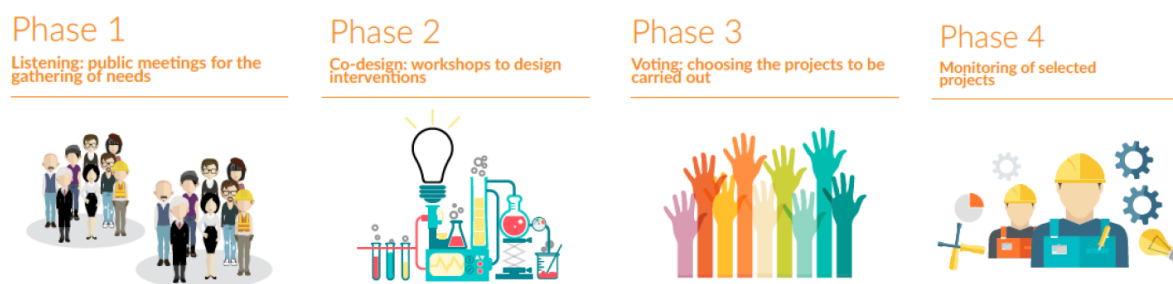 Phase 1
Listening: public meetings for the
gathering of needs
Phase 2
Co-design: workshops to design
interventions
Phase 3
Voting: choosing the projects to be
carried out
Phase 4
Monitoring of selected
projects